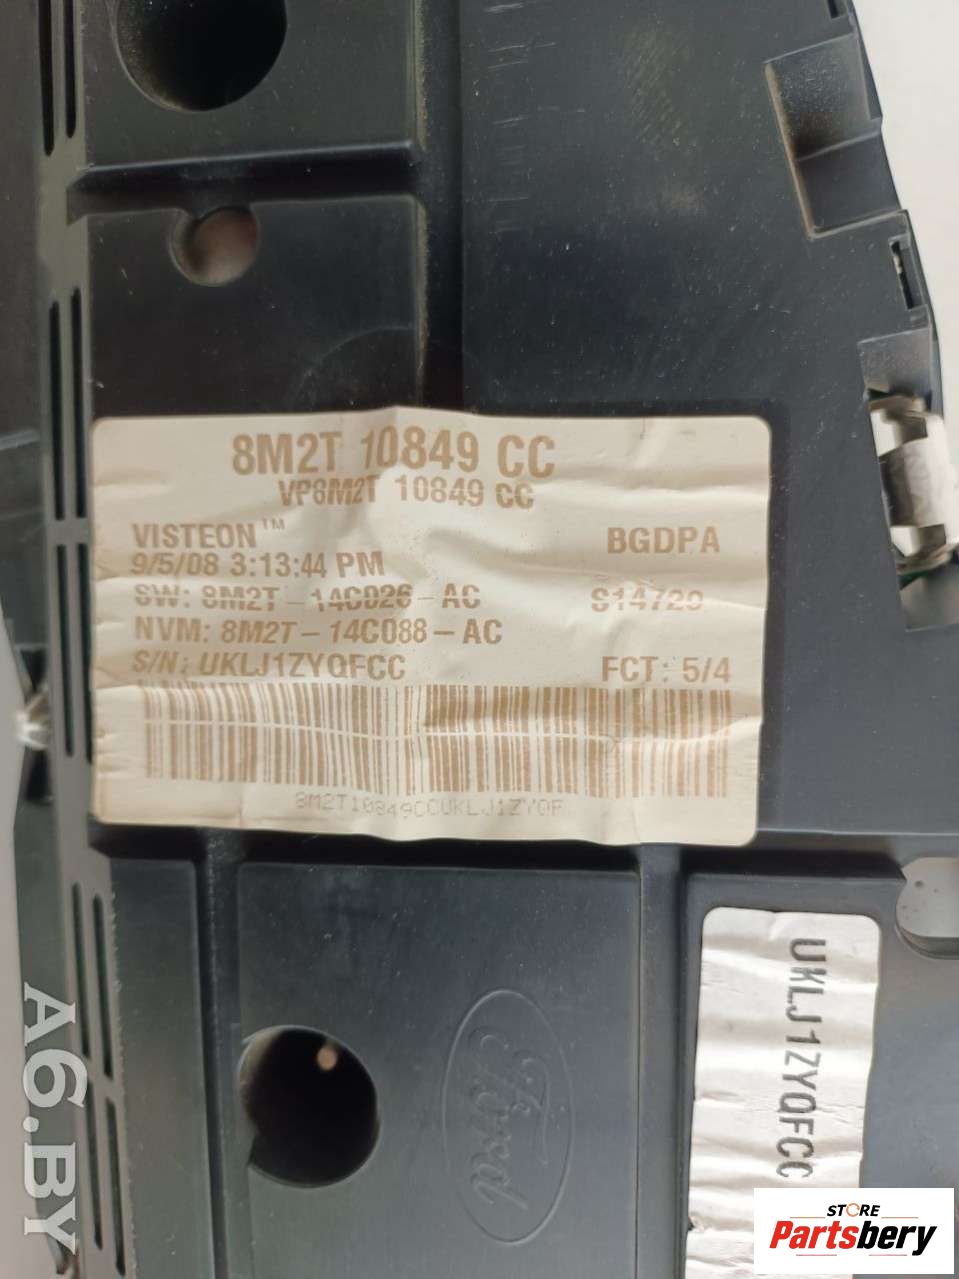 8M2T 10849 CC
VP8M2T 10849 CC
VISTEON™
BGDPA
9/5/08 3:13:44 PM
SW: 8M2T-14C026-AC
S14729
NVM: 8M2T-14C088-AC
S/N: UKLJ1ZYQFCC
FCT: 5/4
8M2T10849CCUKLJ1ZYQF
Ford
UKLJ1ZYQFCC
A6.BY
STORE
Partsbery